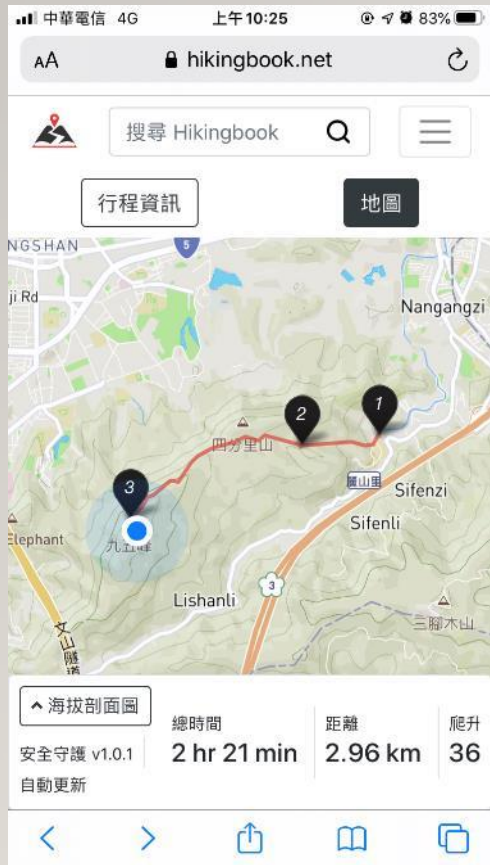 中華電信 4G 上午10:25 83%
AA hikingbook.net
搜尋 Hikingbook
行程資訊 地圖
NGSHAN
5
ji Rd
Nangangzi
1
2
四分里山
3
麗山里
Sifenzi
Elephant
九五峰
Sifenli
3
Lishanli
三腳木山
文山隧道
海拔剖面圖
總時間 距離 爬升
安全守護 v1.0.1
2 hr 21 min 2.96 km 36
自動更新